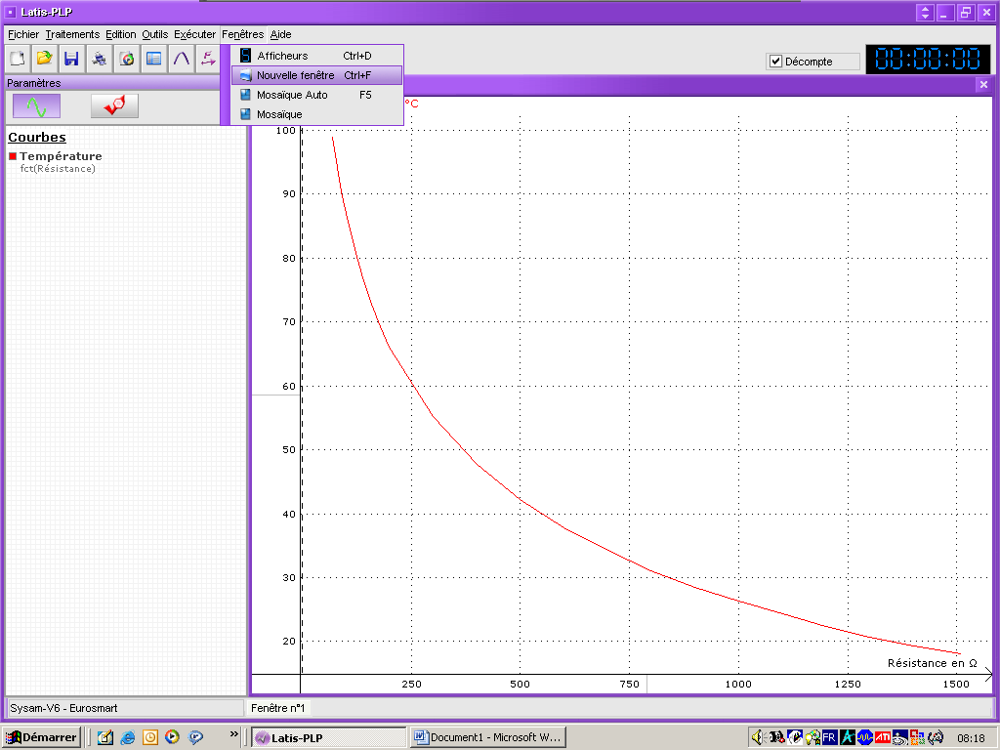 Latis-PLP
Fichier Traitements Edition Outils Exécuter Fenêtres Aide
Afficheurs Ctrl+D
Nouvelle fenêtre Ctrl+F
Mosaïque Auto F5
Mosaïque
Décompte
00:00:00
Paramètres
Courbes
Température
fct(Résistance)
°C
100
90
80
70
60
50
40
30
20
Résistance en Ω
250 500 750 1000 1250 1500
Sysam-V6 - Eurosmart
Fenêtre n°1
Démarrer
»
Latis-PLP
Document1 - Microsoft W...
FR
ATI
08:18